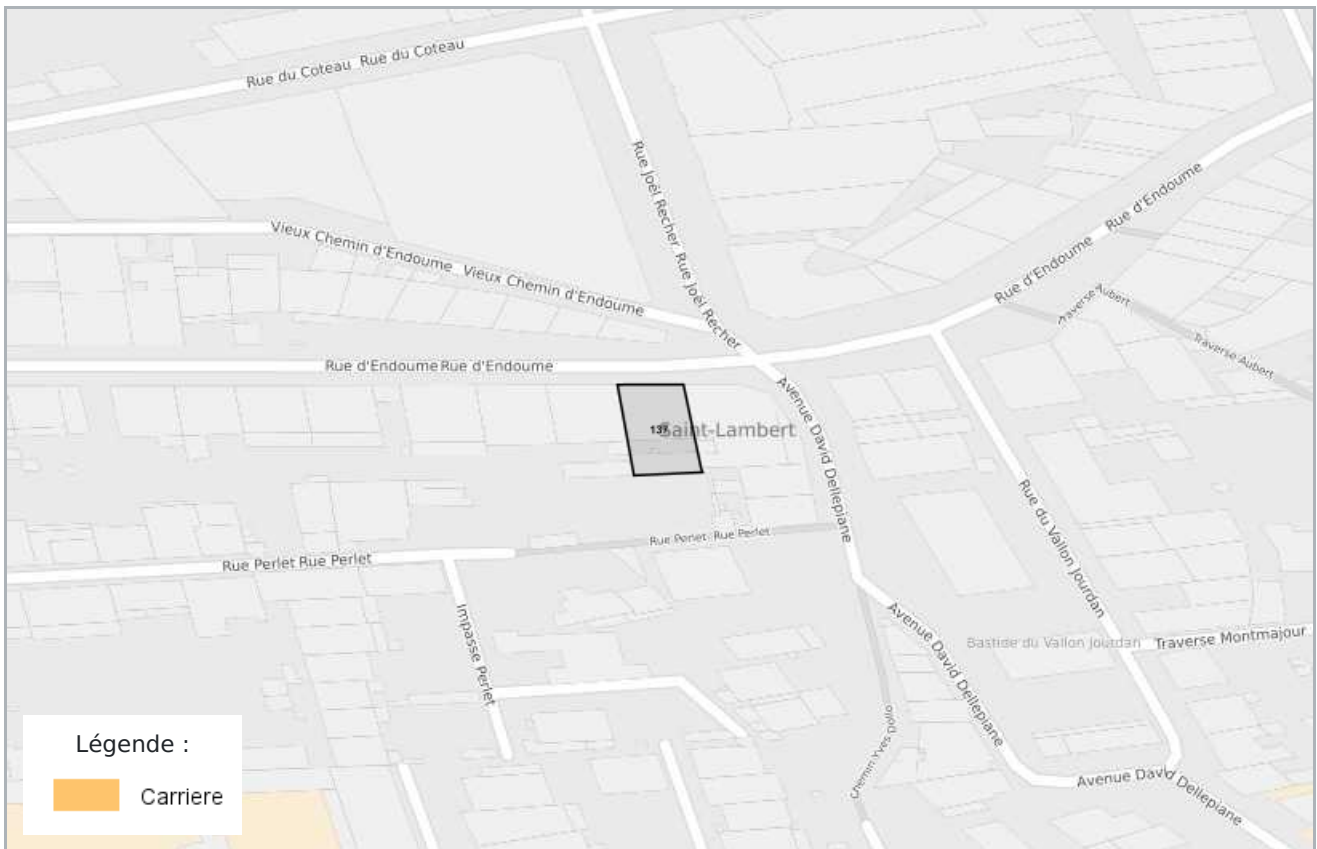 Rue du Coteau Rue du Coteau
Rue Joël Recher Rue Joël Recher
Rue d'Endoume Rue d'Endoume
Vieux Chemin d'Endoume Vieux Chemin d'Endoume
Traverse Aubert
Traverse Aubert
Rue d'Endoume Rue d'Endoume
Avenue David Dellepiane
137
Saint-Lambert
Rue du Vallon Jourdan
Rue Perlet Rue Perlet
Rue Perlet Rue Perlet
Impasse Perlet
Avenue David Dellepiane
Bastide du Vallon Jourdan
Traverse Montmajour
Chemin Yves Dollo
Avenue David Dellepiane
Légende :
Carriere